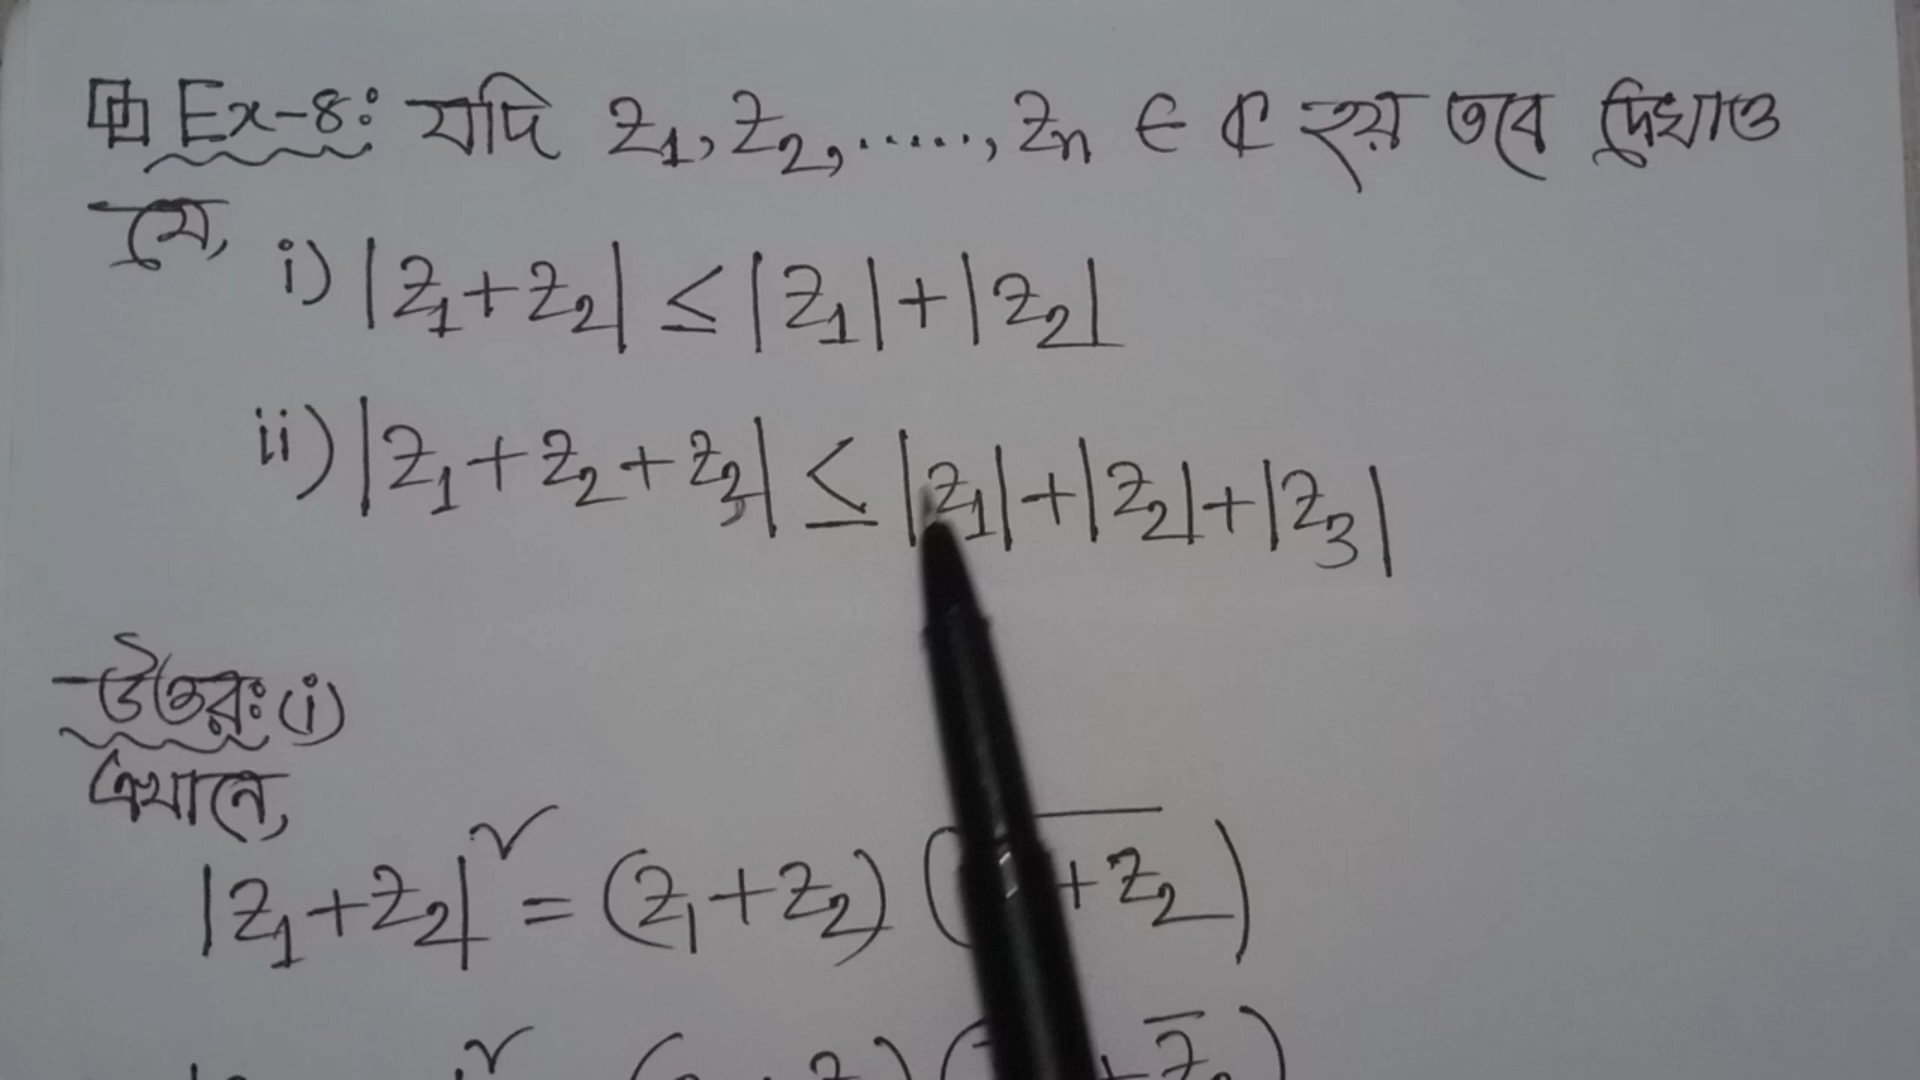 Ex-8: যদি z₁, z₂, ....., zₙ ∈ ℂ হয় তবে দেখাও
যে,
i) |z₁+z₂| ≤ |z₁|+|z₂|
ii) |z₁+z₂+z₃| ≤ |z₁|+|z₂|+|z₃|
উত্তর: (i)
এখানে,
|z₁+z₂|² = (z₁+z₂) ( +z₂)